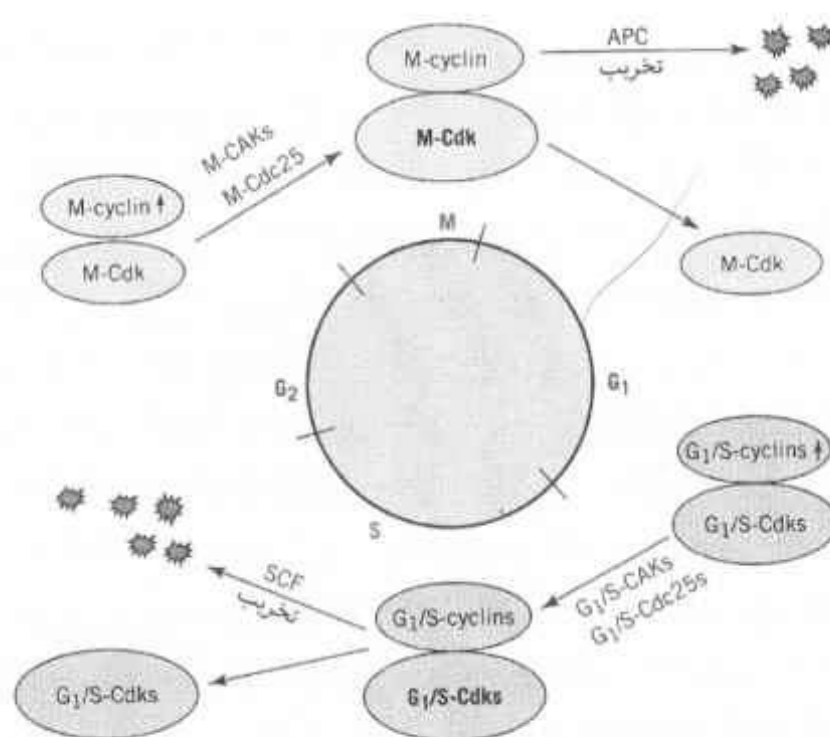 M-cyclin
M-Cdk
APC
تخریب
M-CAKs
M-Cdc25
M-cyclin
M-Cdk
M-Cdk
M
G2
G1
S
G1/S-cyclins
G1/S-Cdks
G1/S-CAKs
G1/S-Cdc25s
SCF
تخریب
G1/S-cyclins
G1/S-Cdks
G1/S-Cdks